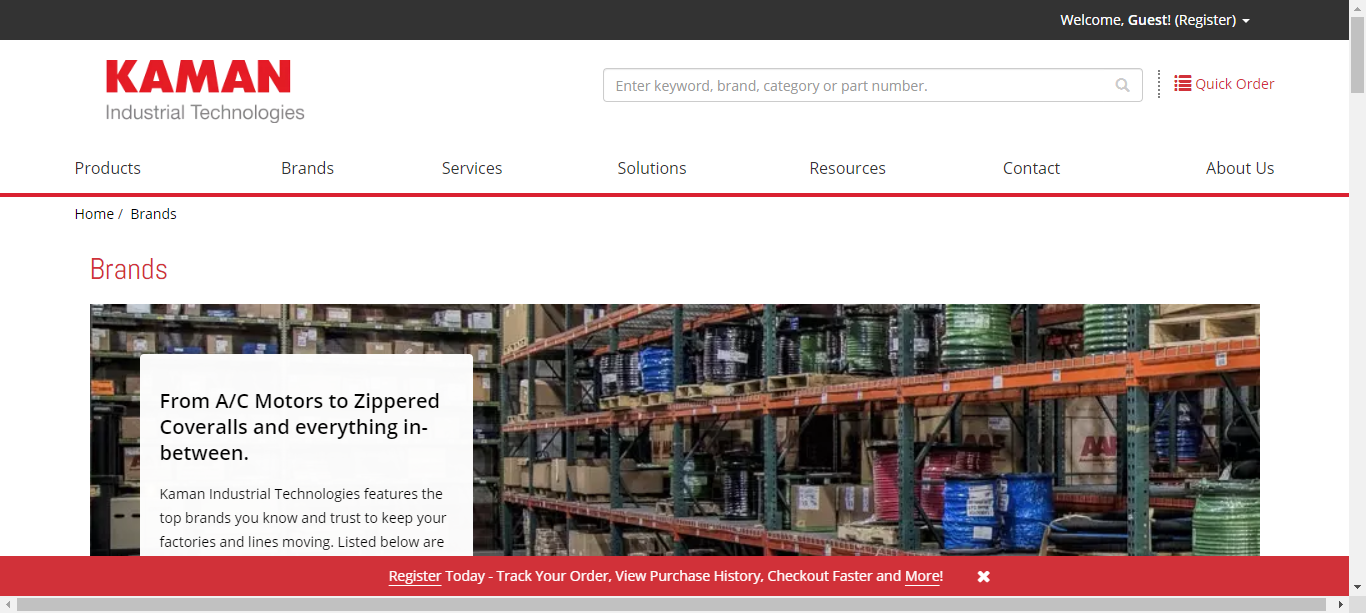 Welcome, Guest! (Register)
KAMAN
Industrial Technologies
Enter keyword, brand, category or part number.
Quick Order
Products Brands Services Solutions Resources Contact About Us
Home / Brands
Brands
From A/C Motors to Zippered
Coveralls and everything in-
between.
Kaman Industrial Technologies features the
top brands you know and trust to keep your
factories and lines moving. Listed below are
Register Today - Track Your Order, View Purchase History, Checkout Faster and More!